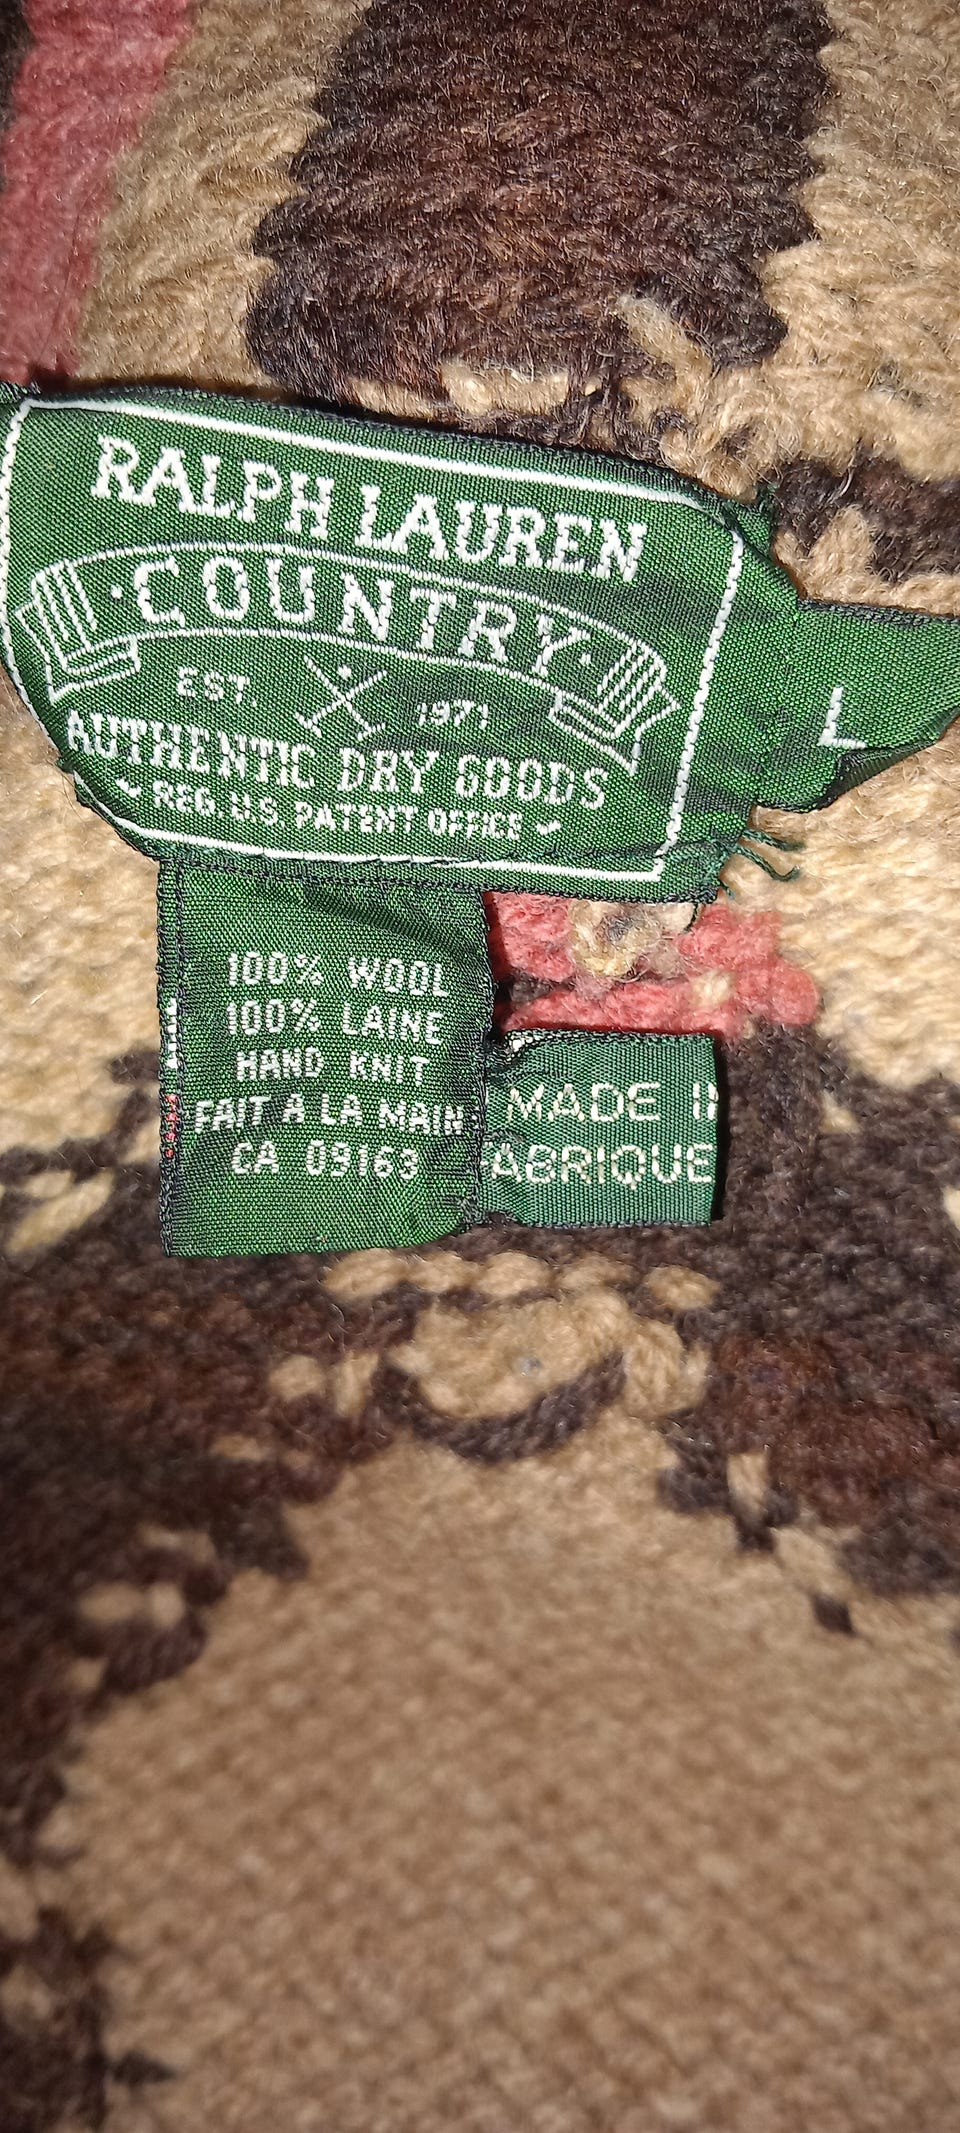 RALPH LAUREN
·COUNTRY·
EST. 1971
AUTHENTIC DRY GOODS
REG. U.S. PATENT OFFICE
L
100% WOOL
100% LAINE
HAND KNIT
FAIT A LA MAIN
CA 09163
MADE I
ABRIQUE